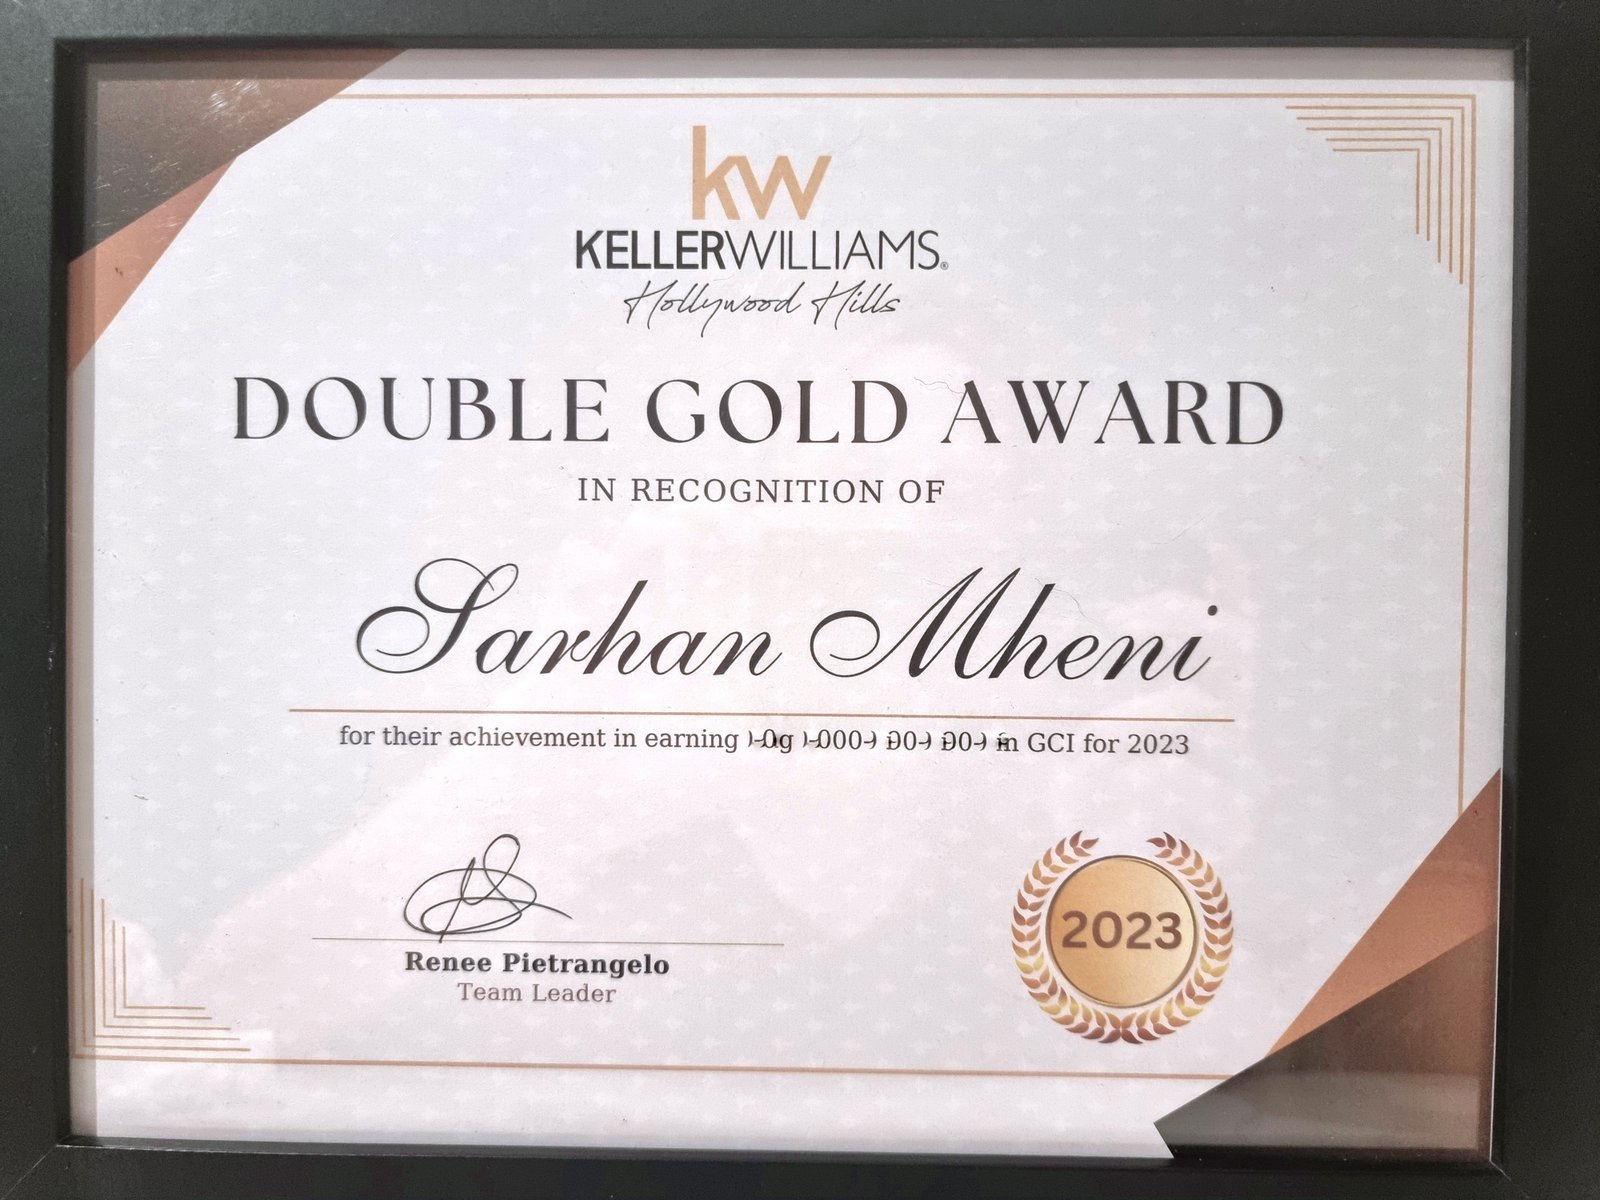 kw
KELLERWILLIAMS®
Hollywood Hills
DOUBLE GOLD AWARD
IN RECOGNITION OF
Sarhan Mheni
for their achievement in earning in GCI for 2023
Renee Pietrangelo
Team Leader
2023